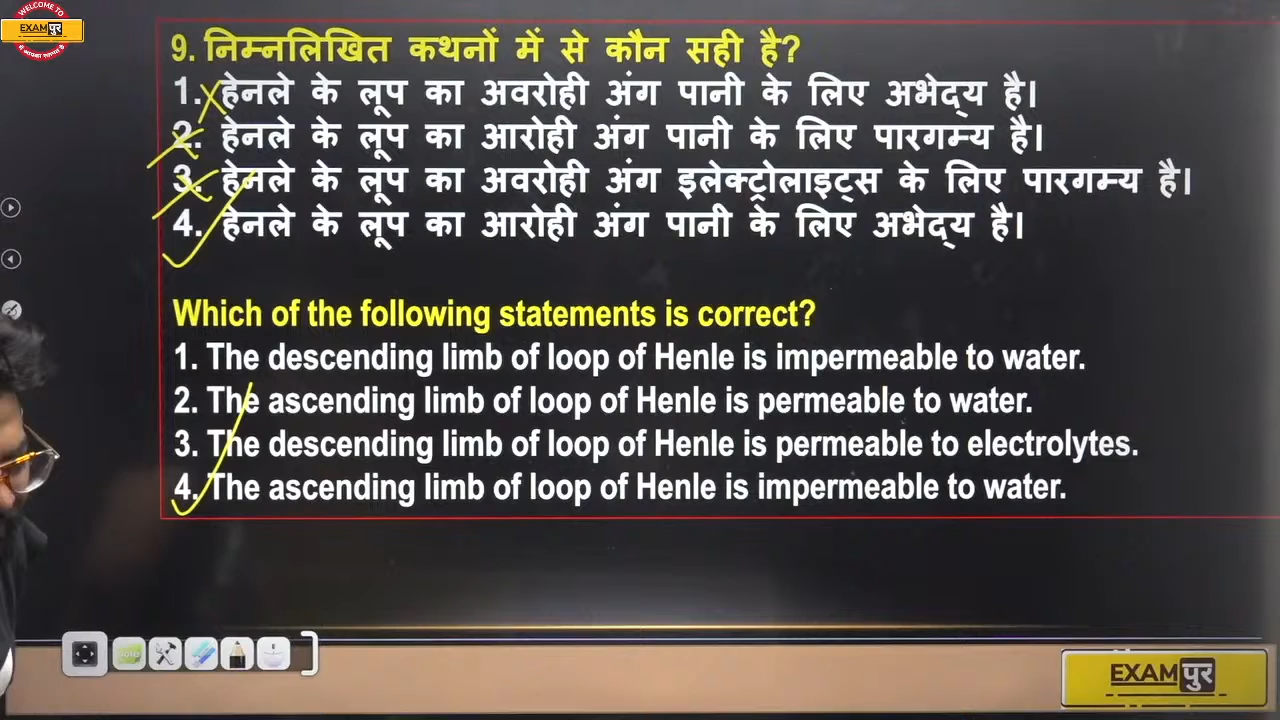 WELCOME TO
EXAMपुर
9. निम्नलिखित कथनों में से कौन सही है?
1. हेनले के लूप का अवरोही अंग पानी के लिए अभेद्य है।
2. हेनले के लूप का आरोही अंग पानी के लिए पारगम्य है।
3. हेनले के लूप का अवरोही अंग इलेक्ट्रोलाइट्स के लिए पारगम्य है।
4. हेनले के लूप का आरोही अंग पानी के लिए अभेद्य है।
Which of the following statements is correct?
1. The descending limb of loop of Henle is impermeable to water.
2. The ascending limb of loop of Henle is permeable to water.
3. The descending limb of loop of Henle is permeable to electrolytes.
4. The ascending limb of loop of Henle is impermeable to water.
EXAMपुर